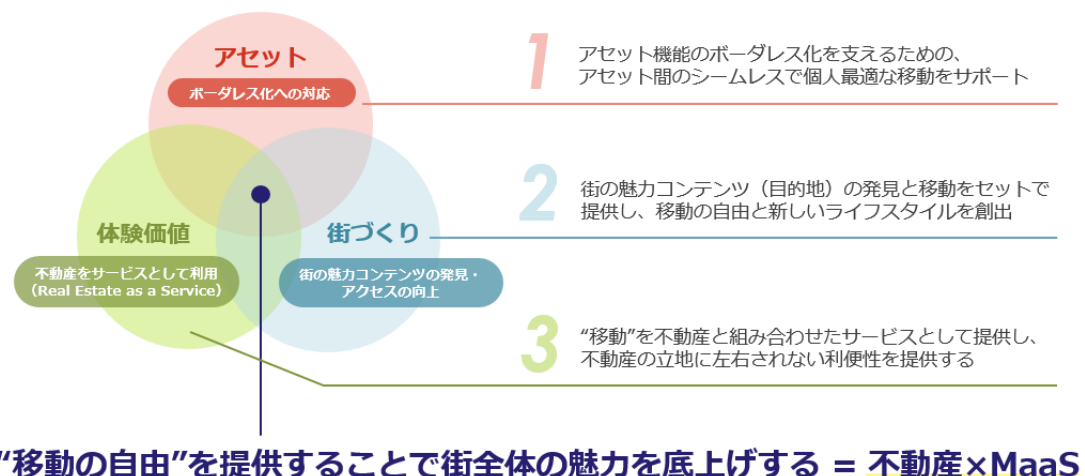 アセット
ボーダレス化への対応
体験価値
不動産をサービスとして利用
（Real Estate as a Service）
街づくり
街の魅力コンテンツの発見・
アクセスの向上
1
アセット機能のボーダレス化を支えるための、
アセット間のシームレスで個人最適な移動をサポート
2
街の魅力コンテンツ（目的地）の発見と移動をセットで
提供し、移動の自由と新しいライフスタイルを創出
3
“移動”を不動産と組み合わせたサービスとして提供し、
不動産の立地に左右されない利便性を提供する
“移動の自由”を提供することで街全体の魅力を底上げする = 不動産×MaaS